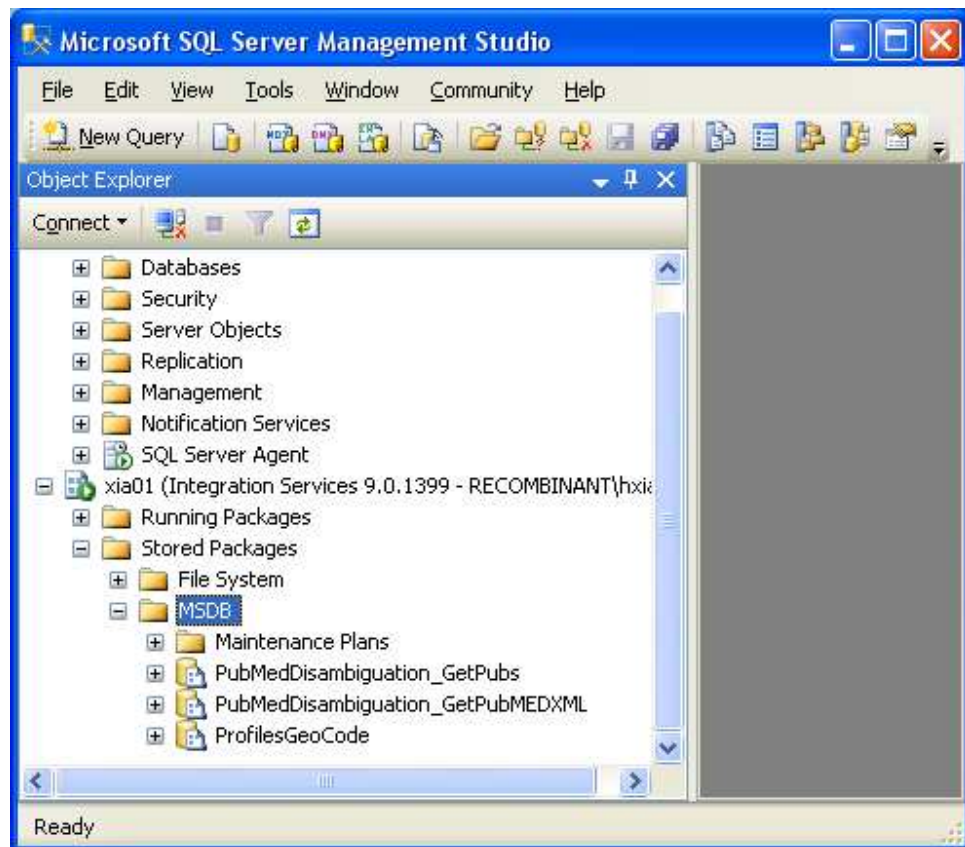 Microsoft SQL Server Management Studio
File Edit View Tools Window Community Help
New Query
Object Explorer
Connect
Databases
Security
Server Objects
Replication
Management
Notification Services
SQL Server Agent
xia01 (Integration Services 9.0.1399 - RECOMBINANT\hxia
Running Packages
Stored Packages
File System
MSDB
Maintenance Plans
PubMedDisambiguation_GetPubs
PubMedDisambiguation_GetPubMEDXML
ProfilesGeoCode
Ready